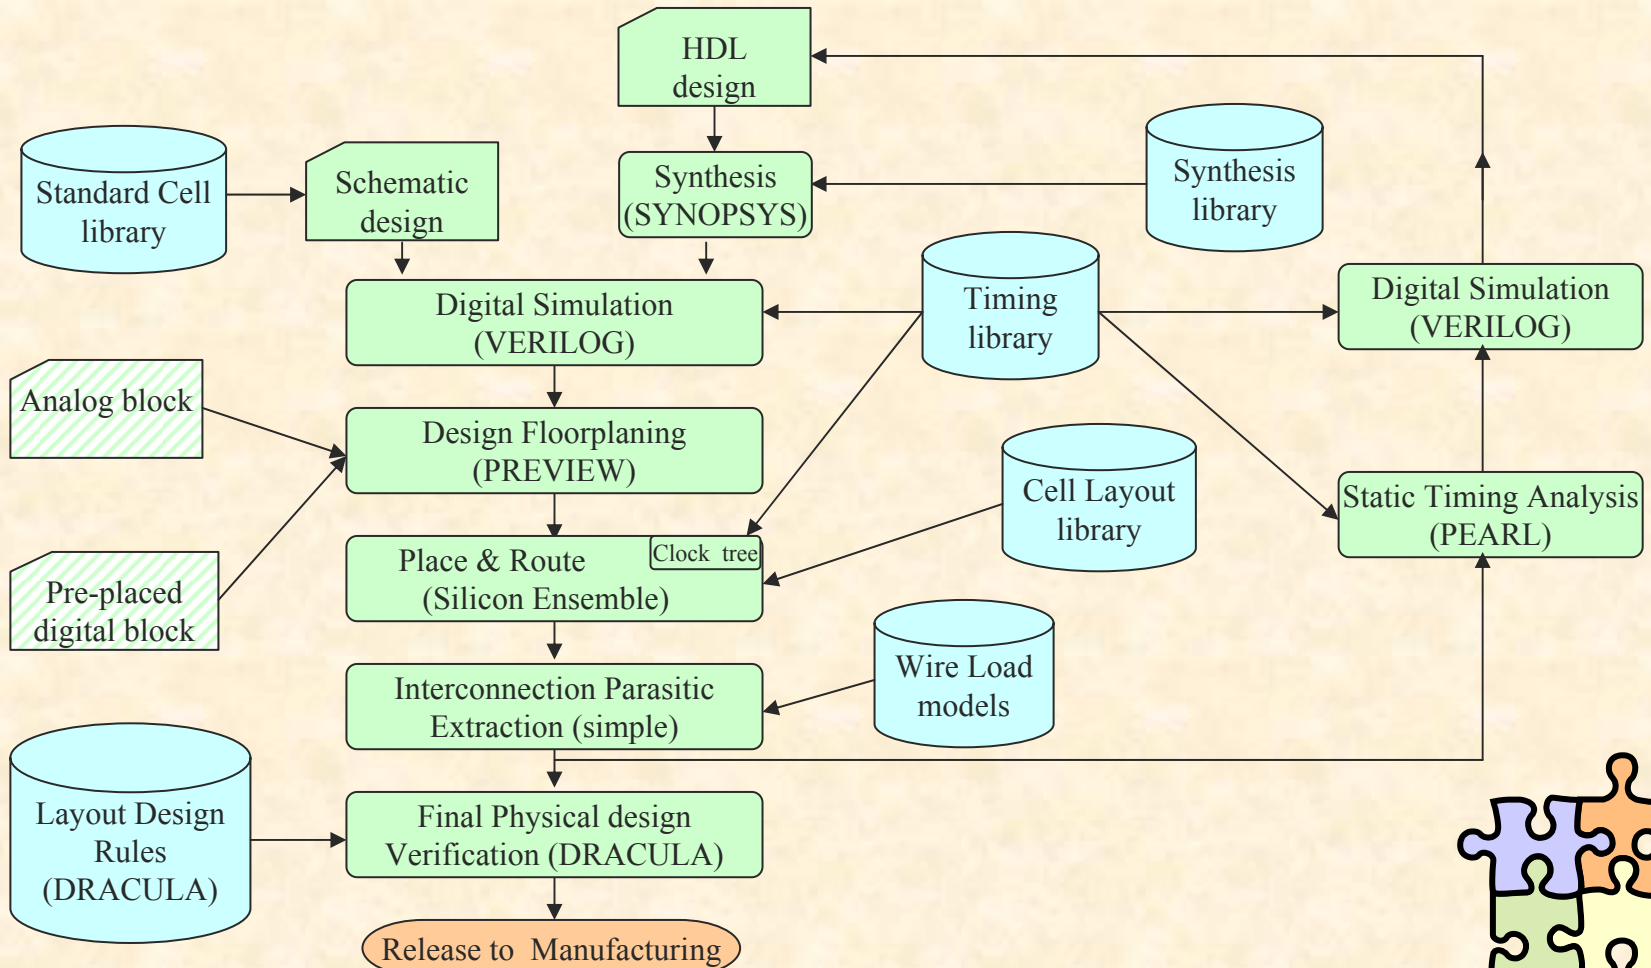 HDL
design
Standard Cell
library
Schematic
design
Synthesis
(SYNOPSYS)
Synthesis
library
Digital Simulation
(VERILOG)
Timing
library
Digital Simulation
(VERILOG)
Analog block
Design Floorplaning
(PREVIEW)
Cell Layout
library
Static Timing Analysis
(PEARL)
Pre-placed
digital block
Place & Route
Clock tree
(Silicon Ensemble)
Interconnection Parasitic
Extraction (simple)
Wire Load
models
Layout Design
Rules
(DRACULA)
Final Physical design
Verification (DRACULA)
Release to Manufacturing